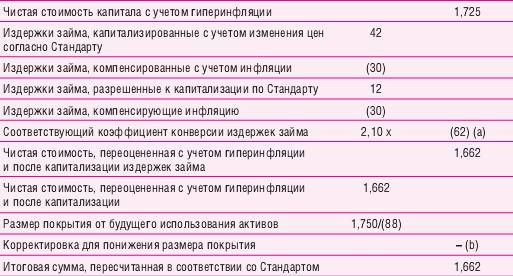 Чистая стоимость капитала с учетом гиперинфляции 1,725
Издержки займа, капитализированные с учетом изменения цен 42
согласно Стандарту
Издержки займа, компенсированные с учетом инфляции (30)
Издержки займа, разрешенные к капитализации по Стандарту 12
Издержки займа, компенсирующие инфляцию (30)
Соответствующий коэффициент конверсии издержек займа 2,10 x (62) (a)
Чистая стоимость, переоцененная с учетом гиперинфляции 1,662
и после капитализации издержек займа
Чистая стоимость, переоцененная с учетом гиперинфляции 1,662
и после капитализации
Размер покрытия от будущего использования активов 1,750/(88)
Корректировка для понижения размера покрытия – (b)
Итоговая сумма, пересчитанная в соответствии со Стандартом 1,662